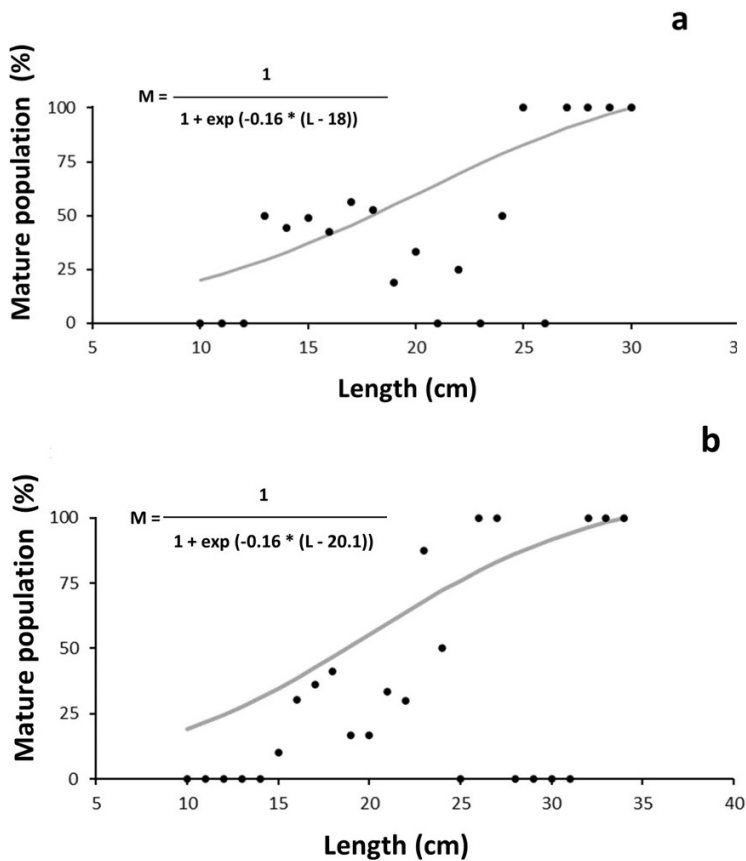 a
1
M =
1 + exp (-0.16 * (L - 18))
Mature population (%)
100
75
50
25
0
5
10
15
20
25
30
Length (cm)
b
1
M =
1 + exp (-0.16 * (L - 20.1))
Mature population (%)
100
75
50
25
0
5
10
15
20
25
30
35
40
Length (cm)